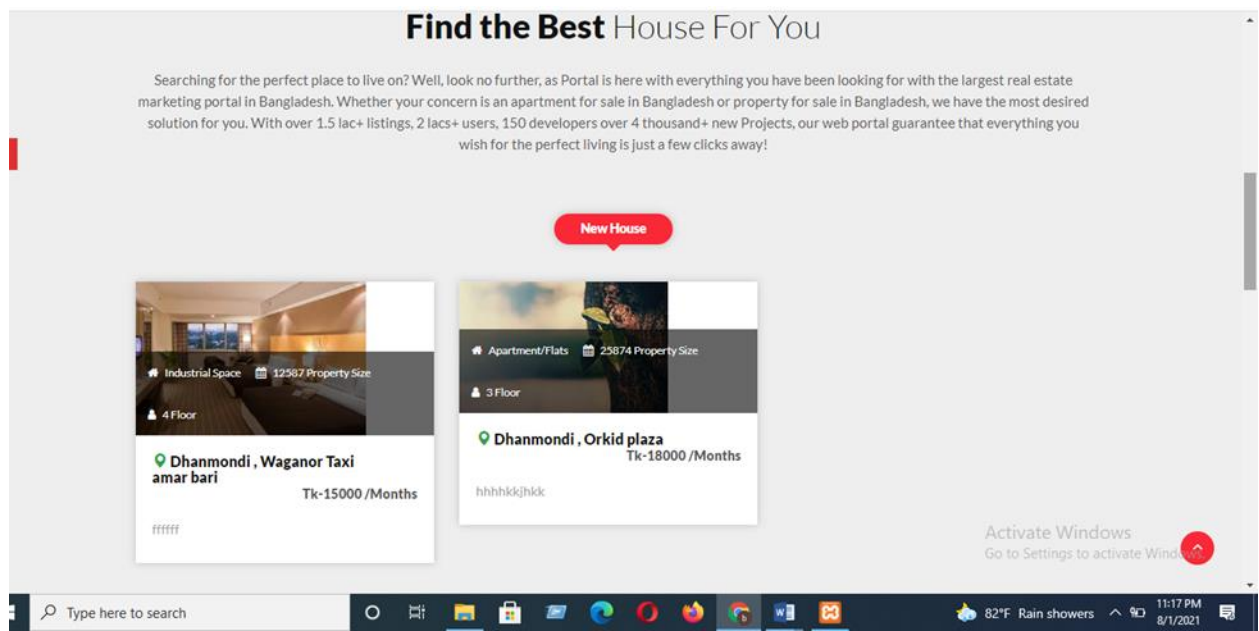 Find the Best House For You
Searching for the perfect place to live on? Well, look no further, as Portal is here with everything you have been looking for with the largest real estate
marketing portal in Bangladesh. Whether your concern is an apartment for sale in Bangladesh or property for sale in Bangladesh, we have the most desired
solution for you. With over 1.5 lac+ listings, 2 lacs+ users, 150 developers over 4 thousand+ new Projects, our web portal guarantee that everything you
wish for the perfect living is just a few clicks away!
New House
Industrial Space 12587 Property Size
4 Floor
Dhanmondi , Waganor Taxi
amar bari
Tk-15000 /Months
ffffff
Apartment/Flats 25874 Property Size
3 Floor
Dhanmondi , Orkid plaza
Tk-18000 /Months
hhhhkkjhkk
Activate Windows
Go to Settings to activate Windows.
Type here to search
82°F Rain showers
11:17 PM
8/1/2021